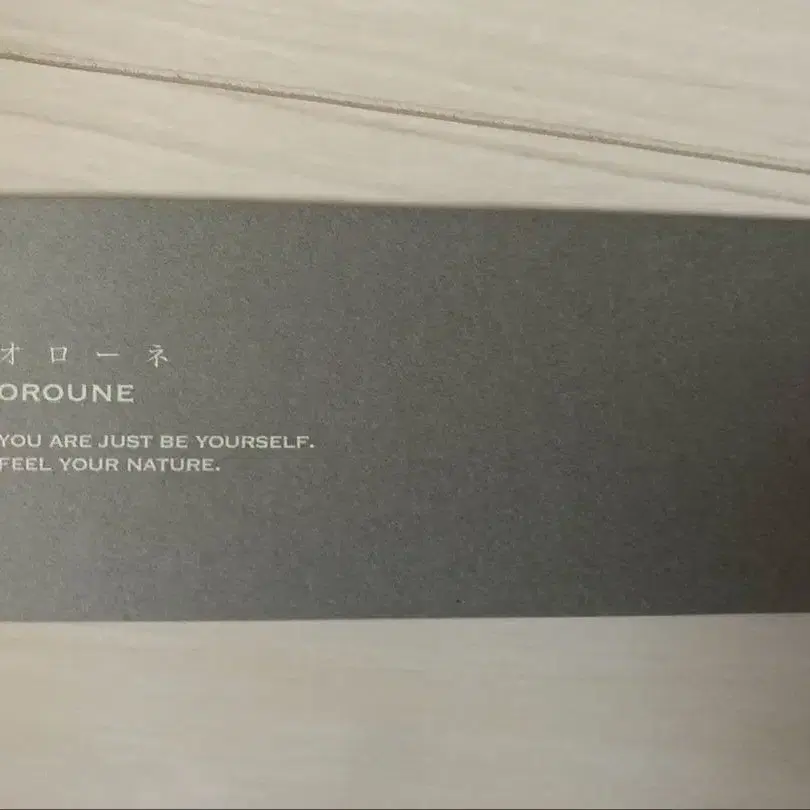 オローネ
OROUNE
YOU ARE JUST BE YOURSELF.
FEEL YOUR NATURE.